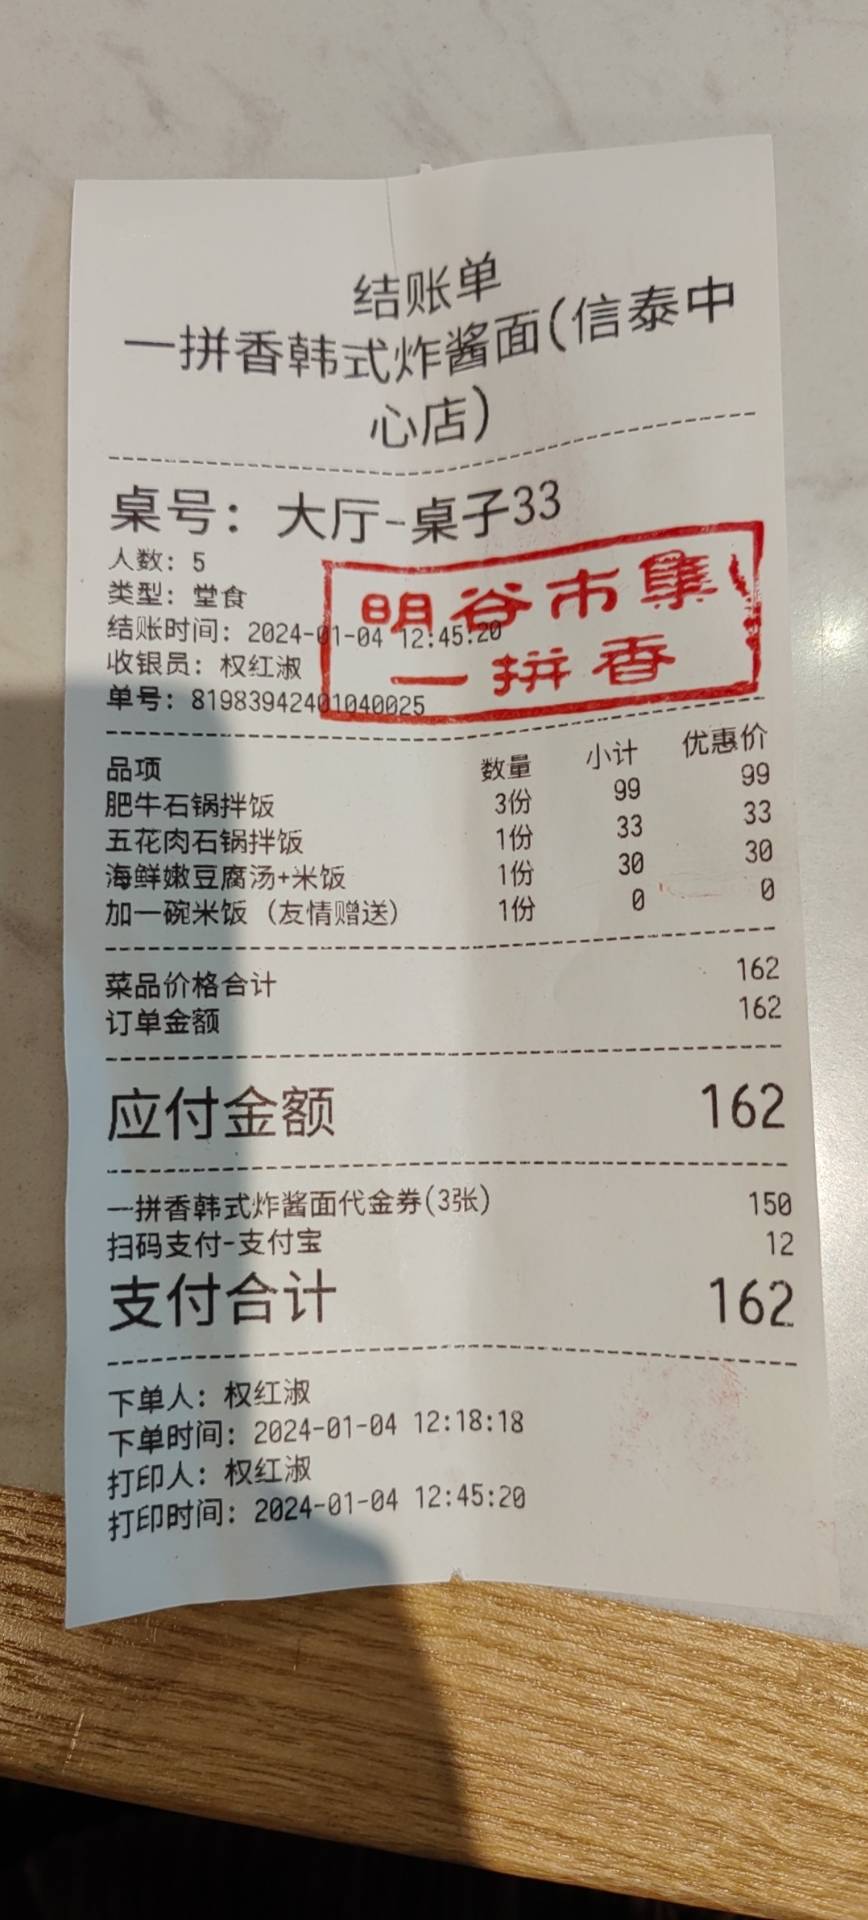 结账单
一拼香韩式炸酱面(信泰中
心店)
桌号: 大厅-桌子33
人数: 5
类型: 堂食
结账时间: 2024-01-04 12:45:20
收银员: 权红淑
单号: 81983942401040025
明谷市集
一拼香
品项 数量 小计 优惠价
肥牛石锅拌饭 3份 99 99
五花肉石锅拌饭 1份 33 33
海鲜嫩豆腐汤+米饭 1份 30 30
加一碗米饭 (友情赠送) 1份 0 0
菜品价格合计 162
订单金额 162
应付金额 162
一拼香韩式炸酱面代金券(3张) 150
扫码支付-支付宝 12
支付合计 162
下单人: 权红淑
下单时间: 2024-01-04 12:18:18
打印人: 权红淑
打印时间: 2024-01-04 12:45:20